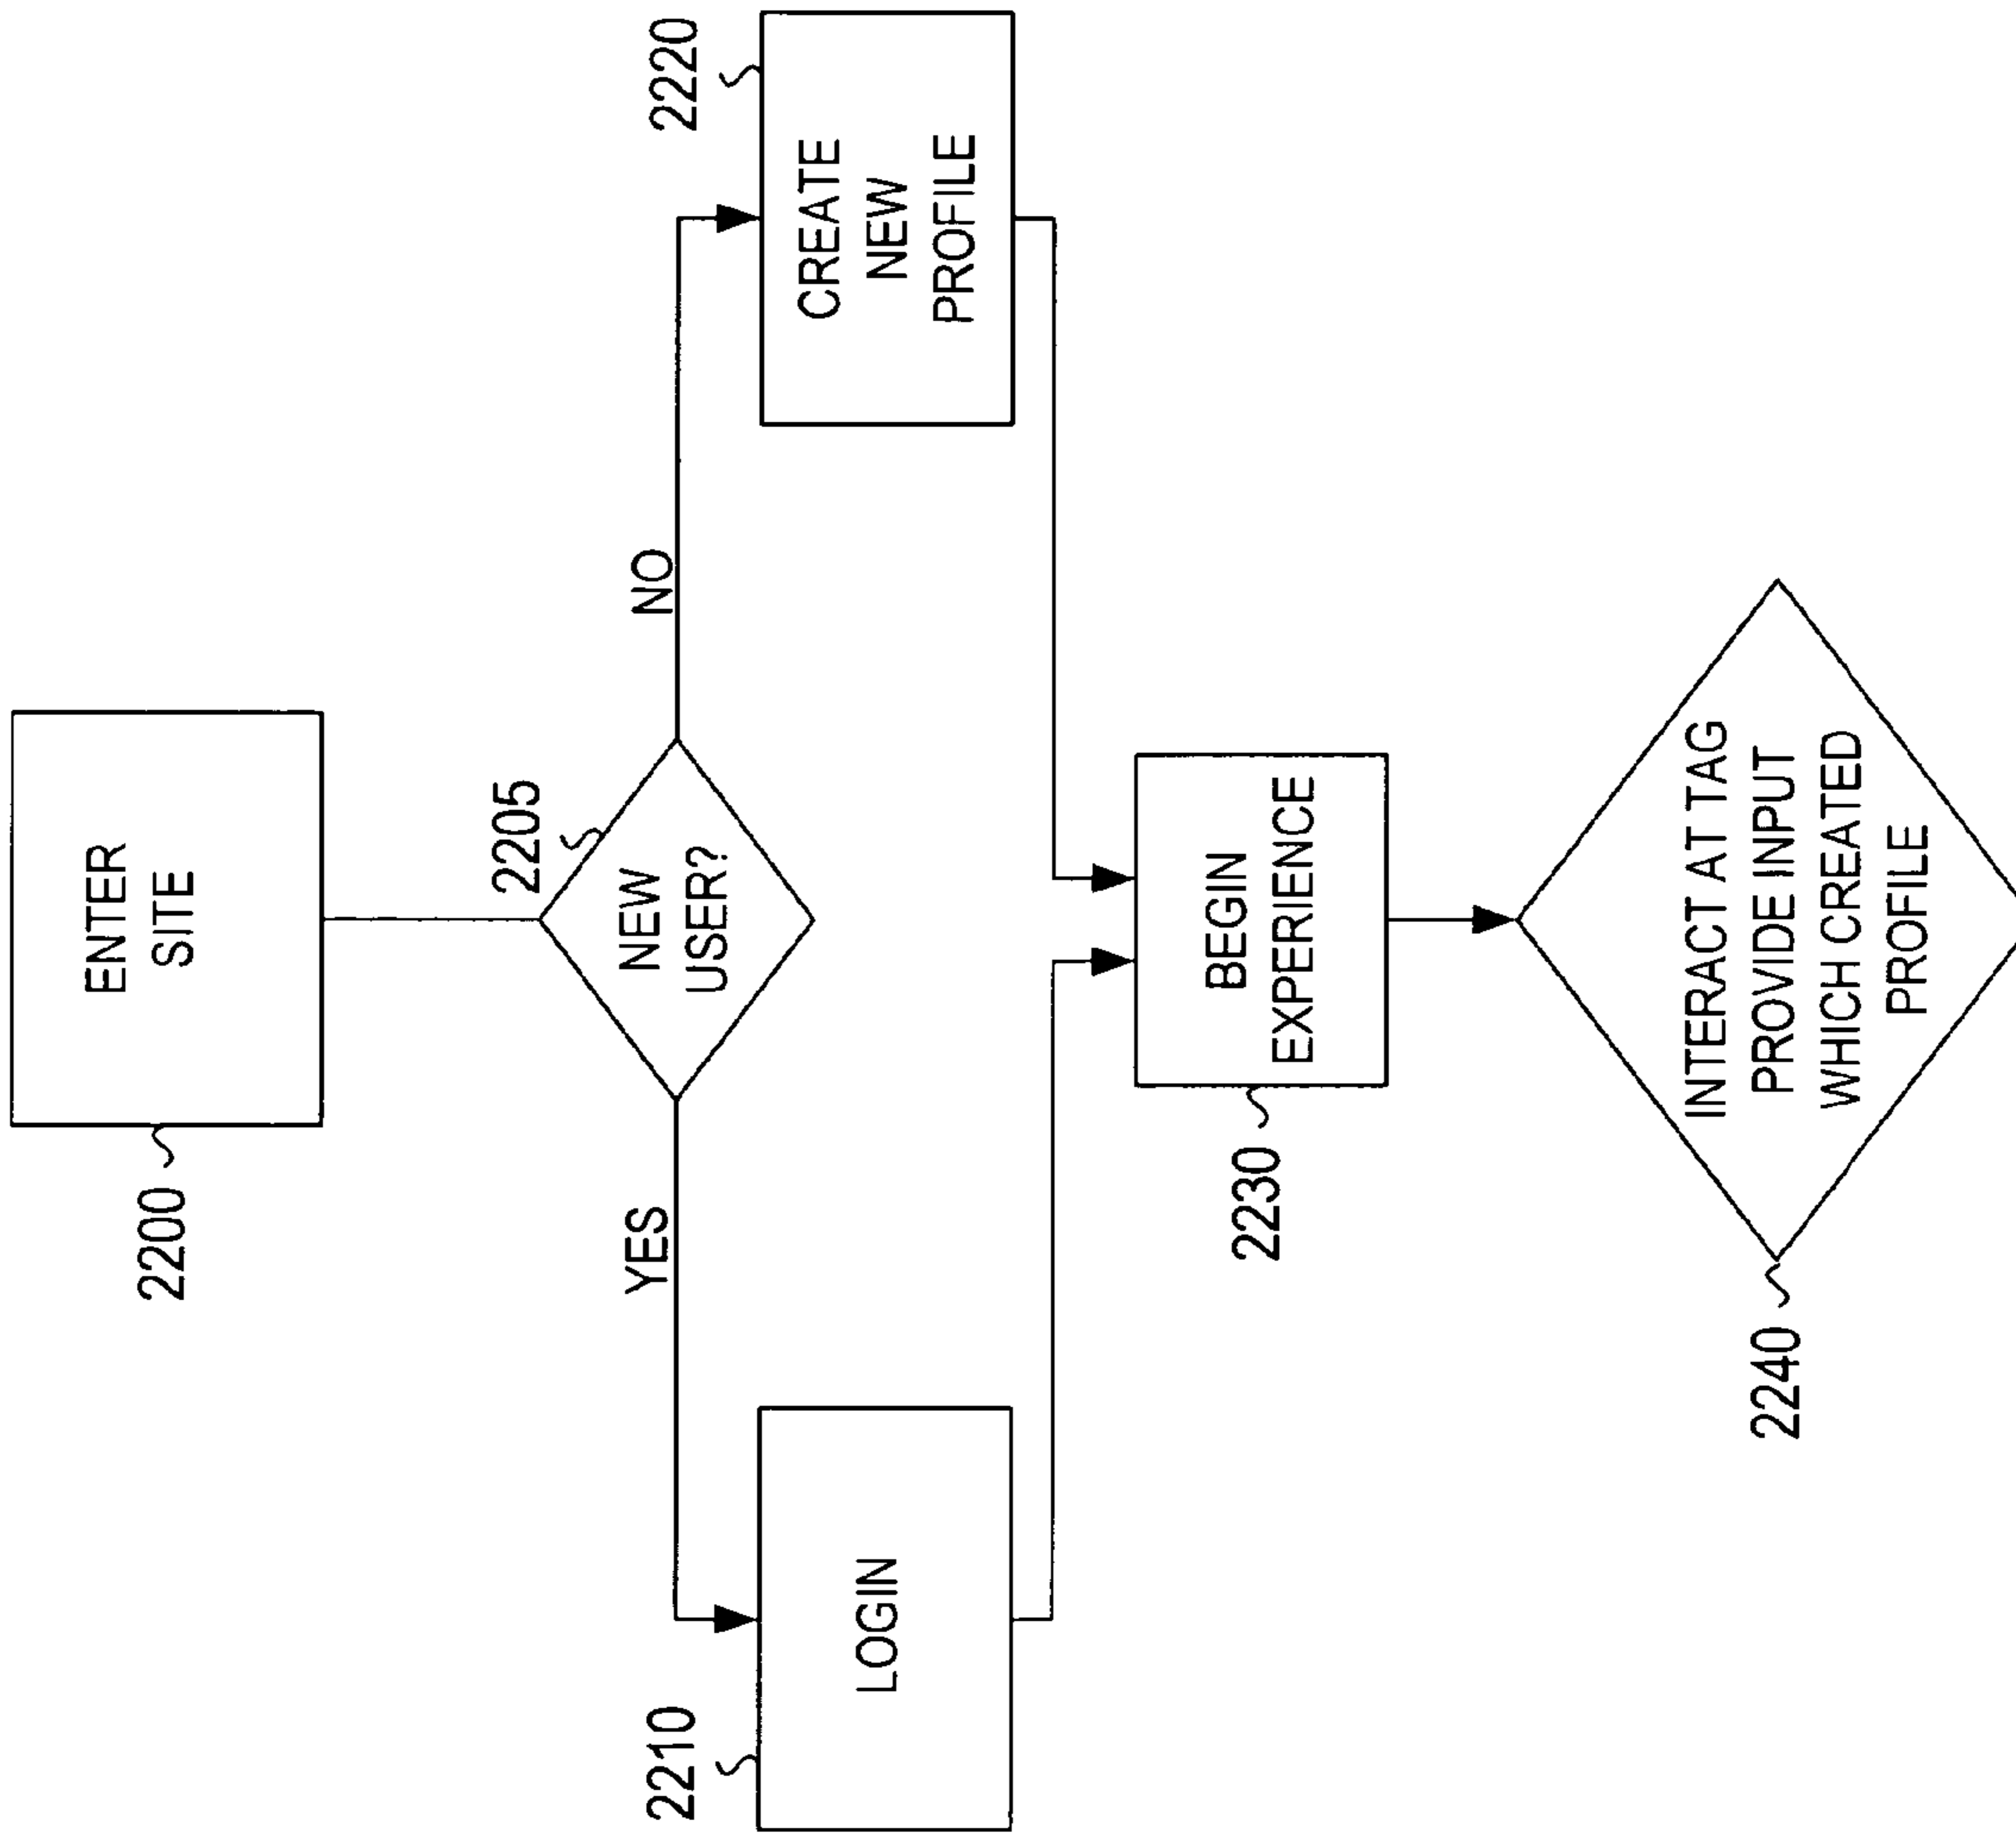 2200
ENTER
SITE
2205
NEW
USER?
YES
NO
2210
LOGIN
2220
CREATE
NEW
PROFILE
2230
BEGIN
EXPERIENCE
2240
INTERACT AT TAG
PROVIDE INPUT
WHICH CREATED
PROFILE